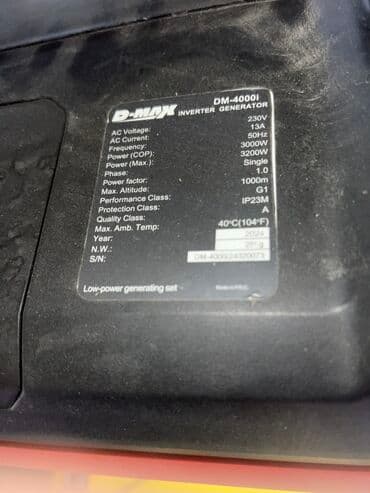 D-MAX DM-4000i
INVERTER GENERATOR
AC Voltage: 230V
AC Current: 13A
Frequency: 50Hz
Power (COP): 3000W
Power (Max.): 3200W
Phase: Single
Power factor: 1.0
Max. Altitude: 1000m
Performance Class: G1
Protection Class: IP23M
Quality Class: A
Max. Amb. Temp: 40°C(104°F)
Year: 2024
N.W.:
S/N:
Low-power generating set